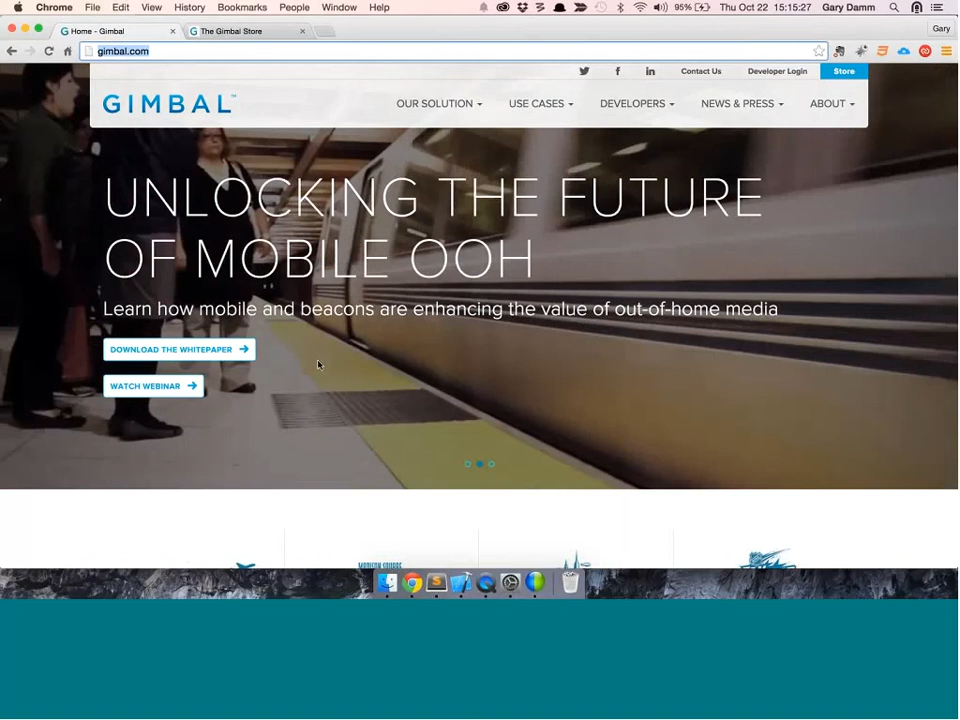 Chrome File Edit View History Bookmarks People Window Help 95% Thu Oct 22 15:15:27 Gary Damm
Home - Gimbal The Gimbal Store Gary
gimbal.com
Contact Us Developer Login Store
GIMBAL™ OUR SOLUTION USE CASES DEVELOPERS NEWS & PRESS ABOUT
UNLOCKING THE FUTURE
OF MOBILE OOH
Learn how mobile and beacons are enhancing the value of out-of-home media
DOWNLOAD THE WHITEPAPER
WATCH WEBINAR